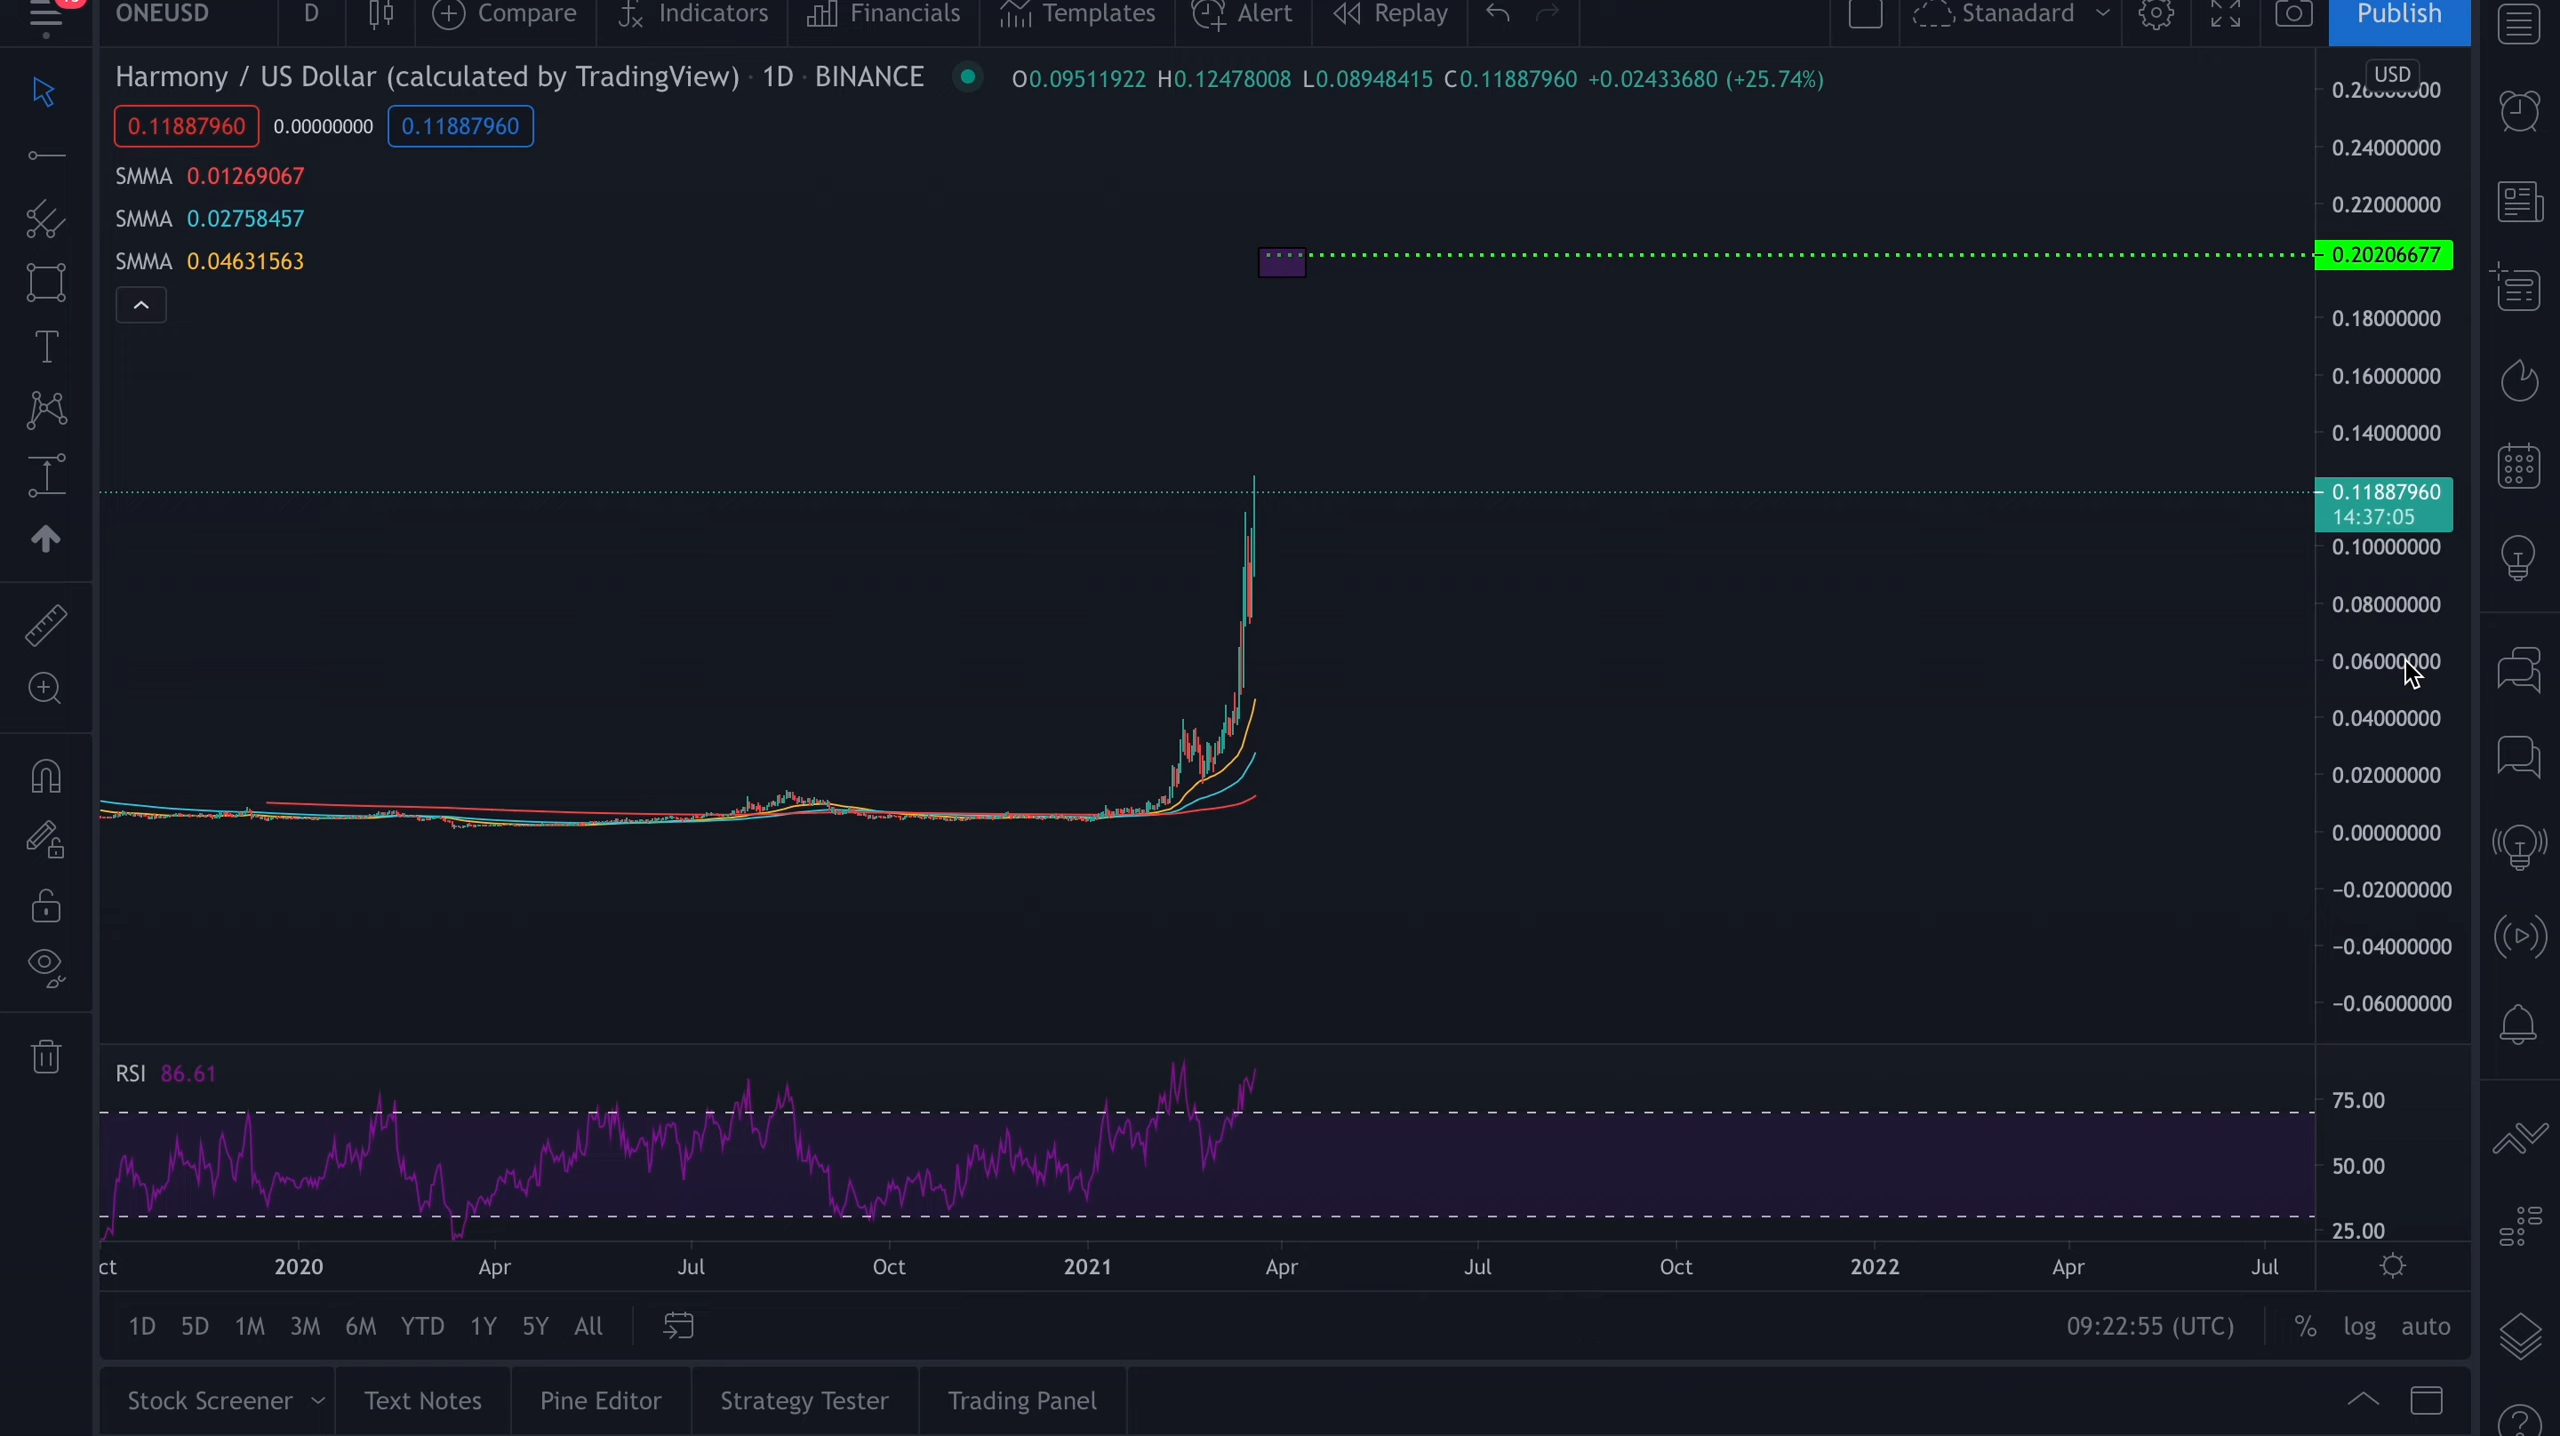 ONEUSD D Compare Indicators Financials Templates Alert Replay Stanadard Publish
Harmony / US Dollar (calculated by TradingView) · 1D · BINANCE O0.09511922 H0.12478008 L0.08948415 C0.11887960 +0.02433680 (+25.74%)
USD
0.11887960 0.00000000 0.11887960
SMMA 0.01269067
SMMA 0.02758457
SMMA 0.04631563
0.24000000
0.22000000
0.20206677
0.18000000
0.16000000
0.14000000
0.11887960
14:37:05
0.10000000
0.08000000
0.06000000
0.04000000
0.02000000
0.00000000
−0.02000000
−0.04000000
−0.06000000
RSI 86.61
75.00
50.00
25.00
ct 2020 Apr Jul Oct 2021 Apr Jul Oct 2022 Apr Jul
1D 5D 1M 3M 6M YTD 1Y 5Y All 09:22:55 (UTC) % log auto
Stock Screener Text Notes Pine Editor Strategy Tester Trading Panel